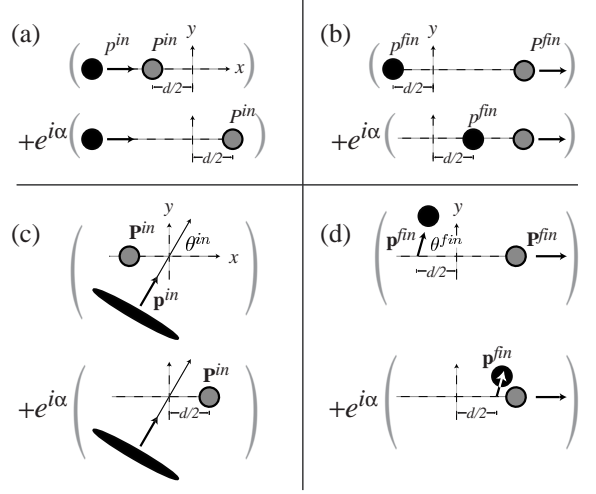 (a)
y
( p^{in} P^{in} x )
d/2
+e^{iα} ( P^{in} )
d/2
(b)
y
( p^{fin} P^{fin} )
d/2
+e^{iα} ( p^{fin} )
d/2
(c)
y
( P^{in} θ^{in} x )
p^{in}
+e^{iα} ( P^{in} )
d/2
(d)
y
( p^{fin} θ^{fin} P^{fin} )
d/2
+e^{iα} ( p^{fin} )
d/2